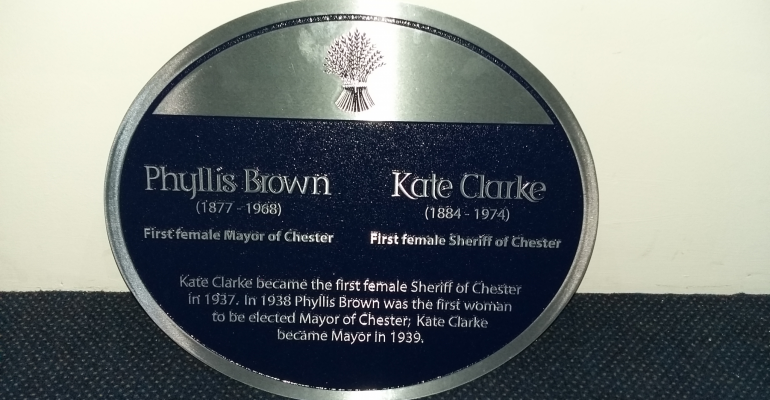 Phyllis Brown Kate Clarke
(1877 - 1968) (1884 - 1974)
First female Mayor of Chester First female Sheriff of Chester
Kate Clarke became the first female Sheriff of Chester
in 1937. In 1938 Phyllis Brown was the first woman
to be elected Mayor of Chester; Kate Clarke
became Mayor in 1939.